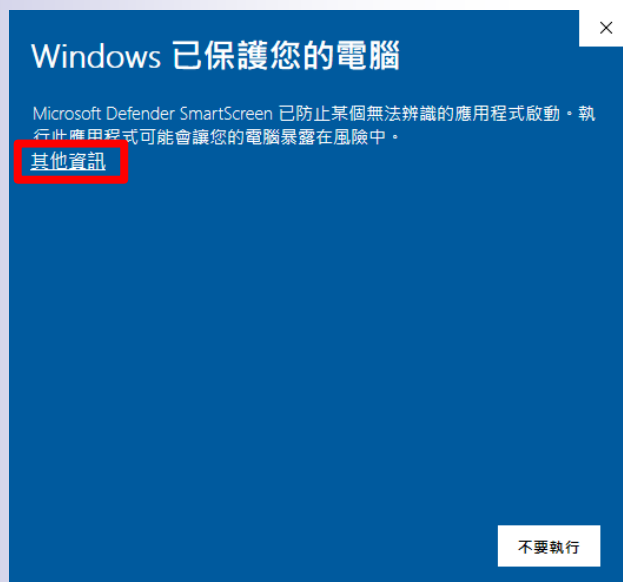 Windows 已保護您的電腦
Microsoft Defender SmartScreen 已防止某個無法辨識的應用程式啟動。執
行此應用程式可能會讓您的電腦暴露在風險中。
其他資訊
不要執行